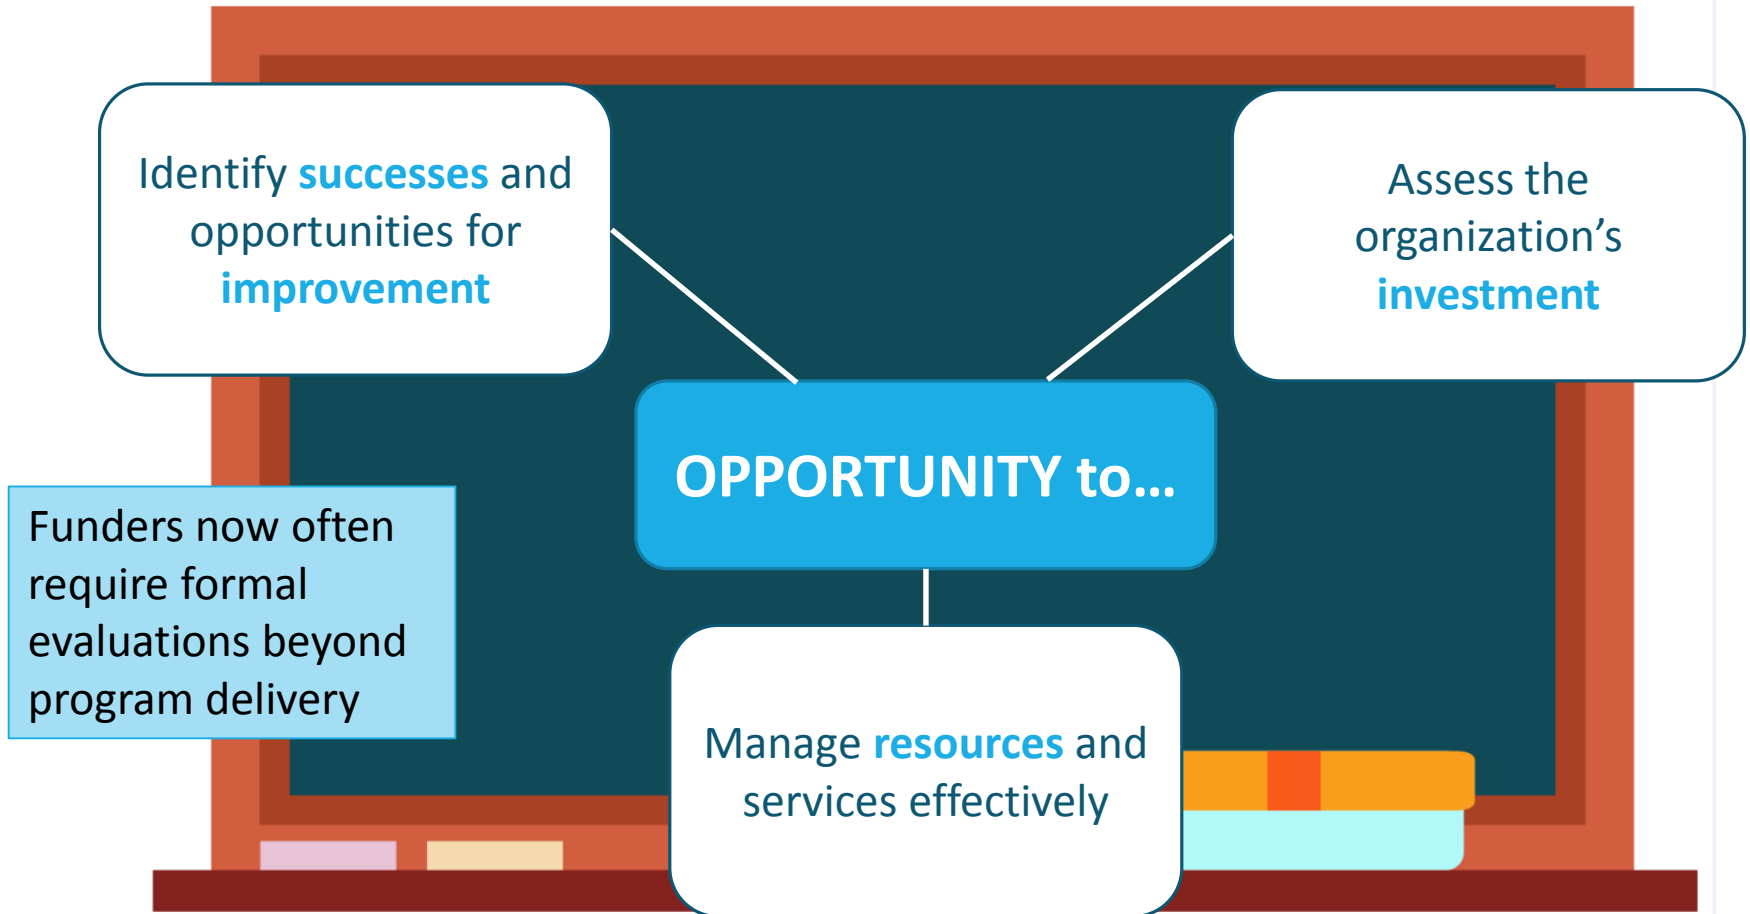 Identify successes and
opportunities for
improvement
Assess the
organization’s
investment
OPPORTUNITY to…
Funders now often
require formal
evaluations beyond
program delivery
Manage resources and
services effectively